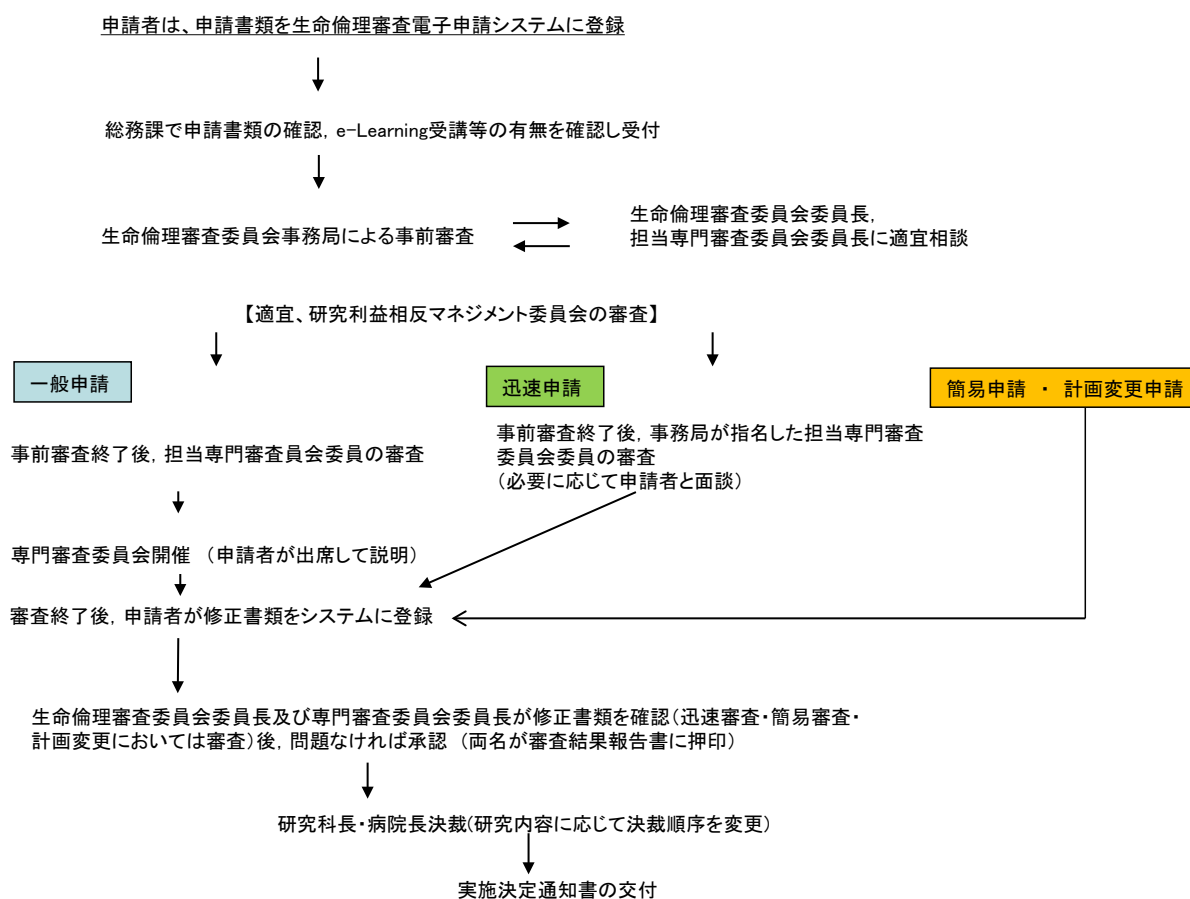 申請者は、申請書類を生命倫理審査電子申請システムに登録
総務課で申請書類の確認, e-Learning受講等の有無を確認し受付
生命倫理審査委員会事務局による事前審査
生命倫理審査委員会委員長,
担当専門審査委員会委員長に適宜相談
【適宜、研究利益相反マネジメント委員会の審査】
一般申請
迅速申請
簡易申請 ・ 計画変更申請
事前審査終了後, 担当専門審査員会委員の審査
事前審査終了後, 事務局が指名した担当専門審査
委員会委員の審査
(必要に応じて申請者と面談)
専門審査委員会開催 (申請者が出席して説明)
審査終了後, 申請者が修正書類をシステムに登録
生命倫理審査委員会委員長及び専門審査委員会委員長が修正書類を確認(迅速審査・簡易審査・
計画変更においては審査)後, 問題なければ承認 (両名が審査結果報告書に押印)
研究科長・病院長決裁(研究内容に応じて決裁順序を変更)
実施決定通知書の交付